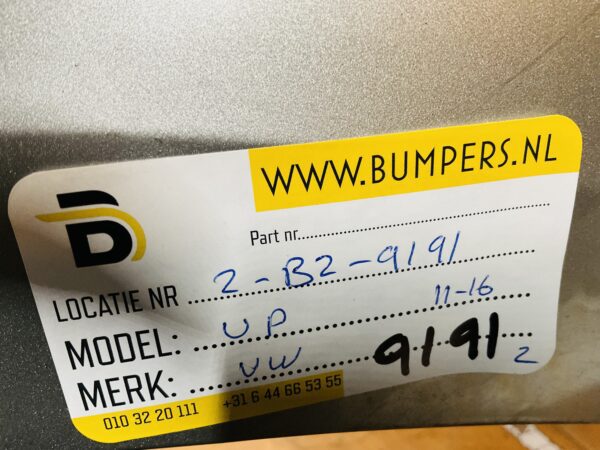 WWW.BUMPERS.NL
B
Part nr..........................................................
LOCATIE NR 2-B2-9191
MODEL: UP 11-16
MERK: VW 9191 2
010 32 20 111 +31 6 44 66 53 55